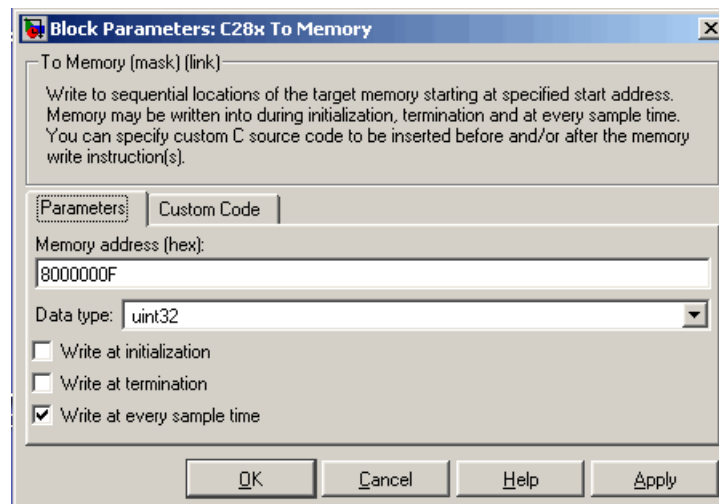 Block Parameters: C28x To Memory
To Memory (mask) (link)
Write to sequential locations of the target memory starting at specified start address.
Memory may be written into during initialization, termination and at every sample time.
You can specify custom C source code to be inserted before and/or after the memory
write instruction(s).
Parameters Custom Code
Memory address (hex):
8000000F
Data type: uint32
Write at initialization
Write at termination
Write at every sample time
OK Cancel Help Apply